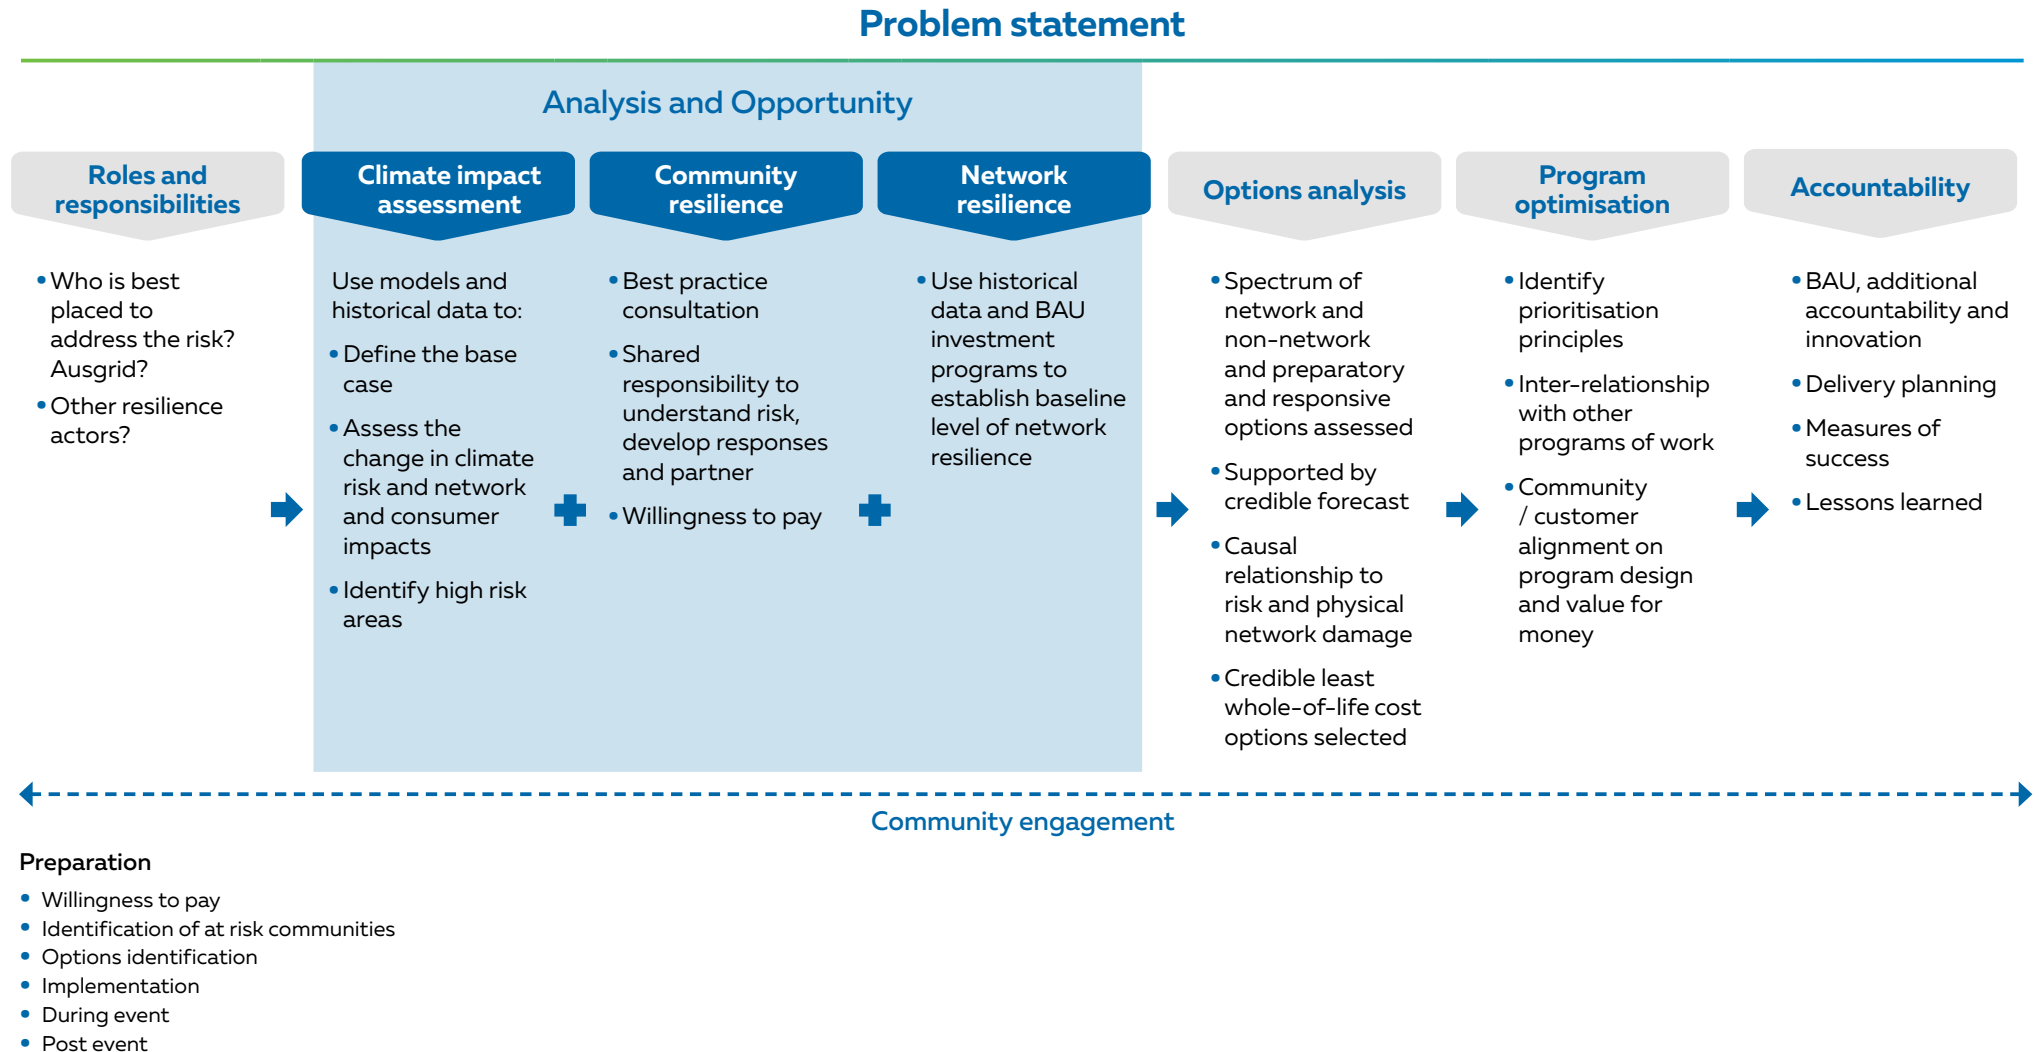 Problem statement
Analysis and Opportunity
Roles and
responsibilities
• Who is best
placed to
address the risk?
Ausgrid?
• Other resilience
actors?
Climate impact
assessment
Use models and
historical data to:
• Define the base
case
• Assess the
change in climate
risk and network
and consumer
impacts
• Identify high risk
areas
Community
resilience
• Best practice
consultation
• Shared
responsibility to
understand risk,
develop responses
and partner
• Willingness to pay
Network
resilience
• Use historical
data and BAU
investment
programs to
establish baseline
level of network
resilience
Options analysis
• Spectrum of
network and
non-network
and preparatory
and responsive
options assessed
• Supported by
credible forecast
• Causal
relationship to
risk and physical
network damage
• Credible least
whole-of-life cost
options selected
Program
optimisation
• Identify
prioritisation
principles
• Inter-relationship
with other
programs of work
• Community
/ customer
alignment on
program design
and value for
money
Accountability
• BAU, additional
accountability and
innovation
• Delivery planning
• Measures of
success
• Lessons learned
Community engagement
Preparation
• Willingness to pay
• Identification of at risk communities
• Options identification
• Implementation
• During event
• Post event